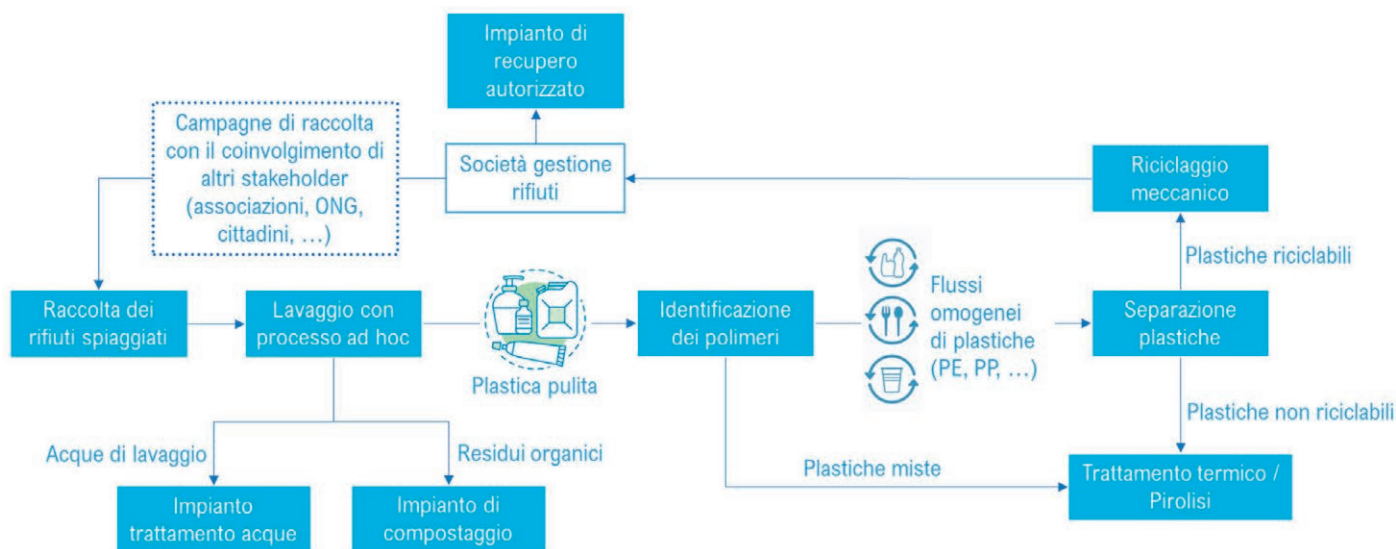 Impianto di
recupero
autorizzato
Campagne di raccolta
con il coinvolgimento di
altri stakeholder
(associazioni, ONG,
cittadini, ...)
Società gestione
rifiuti
Riciclaggio
meccanico
Plastiche riciclabili
Raccolta dei
rifiuti spiaggiati
Lavaggio con
processo ad hoc
Plastica pulita
Identificazione
dei polimeri
Flussi
omogenei
di plastiche
(PE, PP, ...)
Separazione
plastiche
Plastiche non riciclabili
Acque di lavaggio
Residui organici
Plastiche miste
Impianto
trattamento acque
Impianto di
compostaggio
Trattamento termico /
Pirolisi